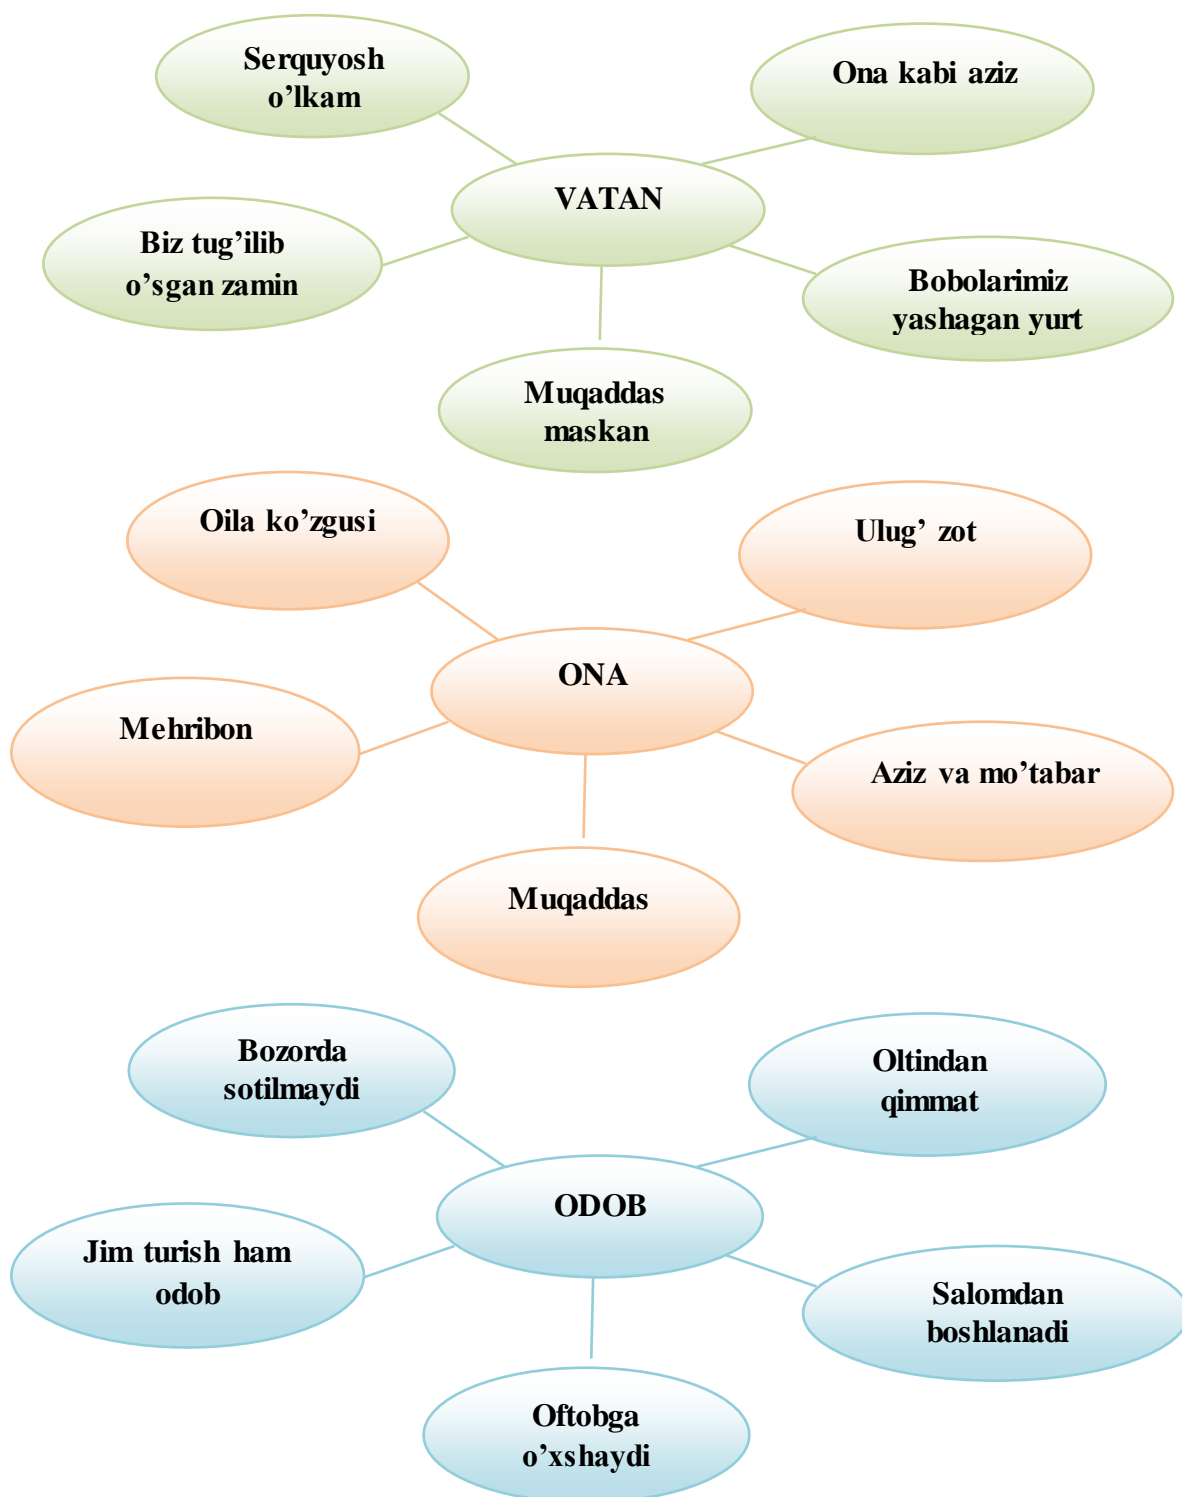 Serquyosh
o’lkam
Ona kabi aziz
VATAN
Biz tug’ilib
o’sgan zamin
Bobolarimiz
yashagan yurt
Muqaddas
maskan
Oila ko’zgusi
Ulug’ zot
ONA
Mehribon
Aziz va mo’tabar
Muqaddas
Bozorda
sotilmaydi
Oltindan
qimmat
ODOB
Jim turish ham
odob
Salomdan
boshlanadi
Oftobga
o’xshaydi